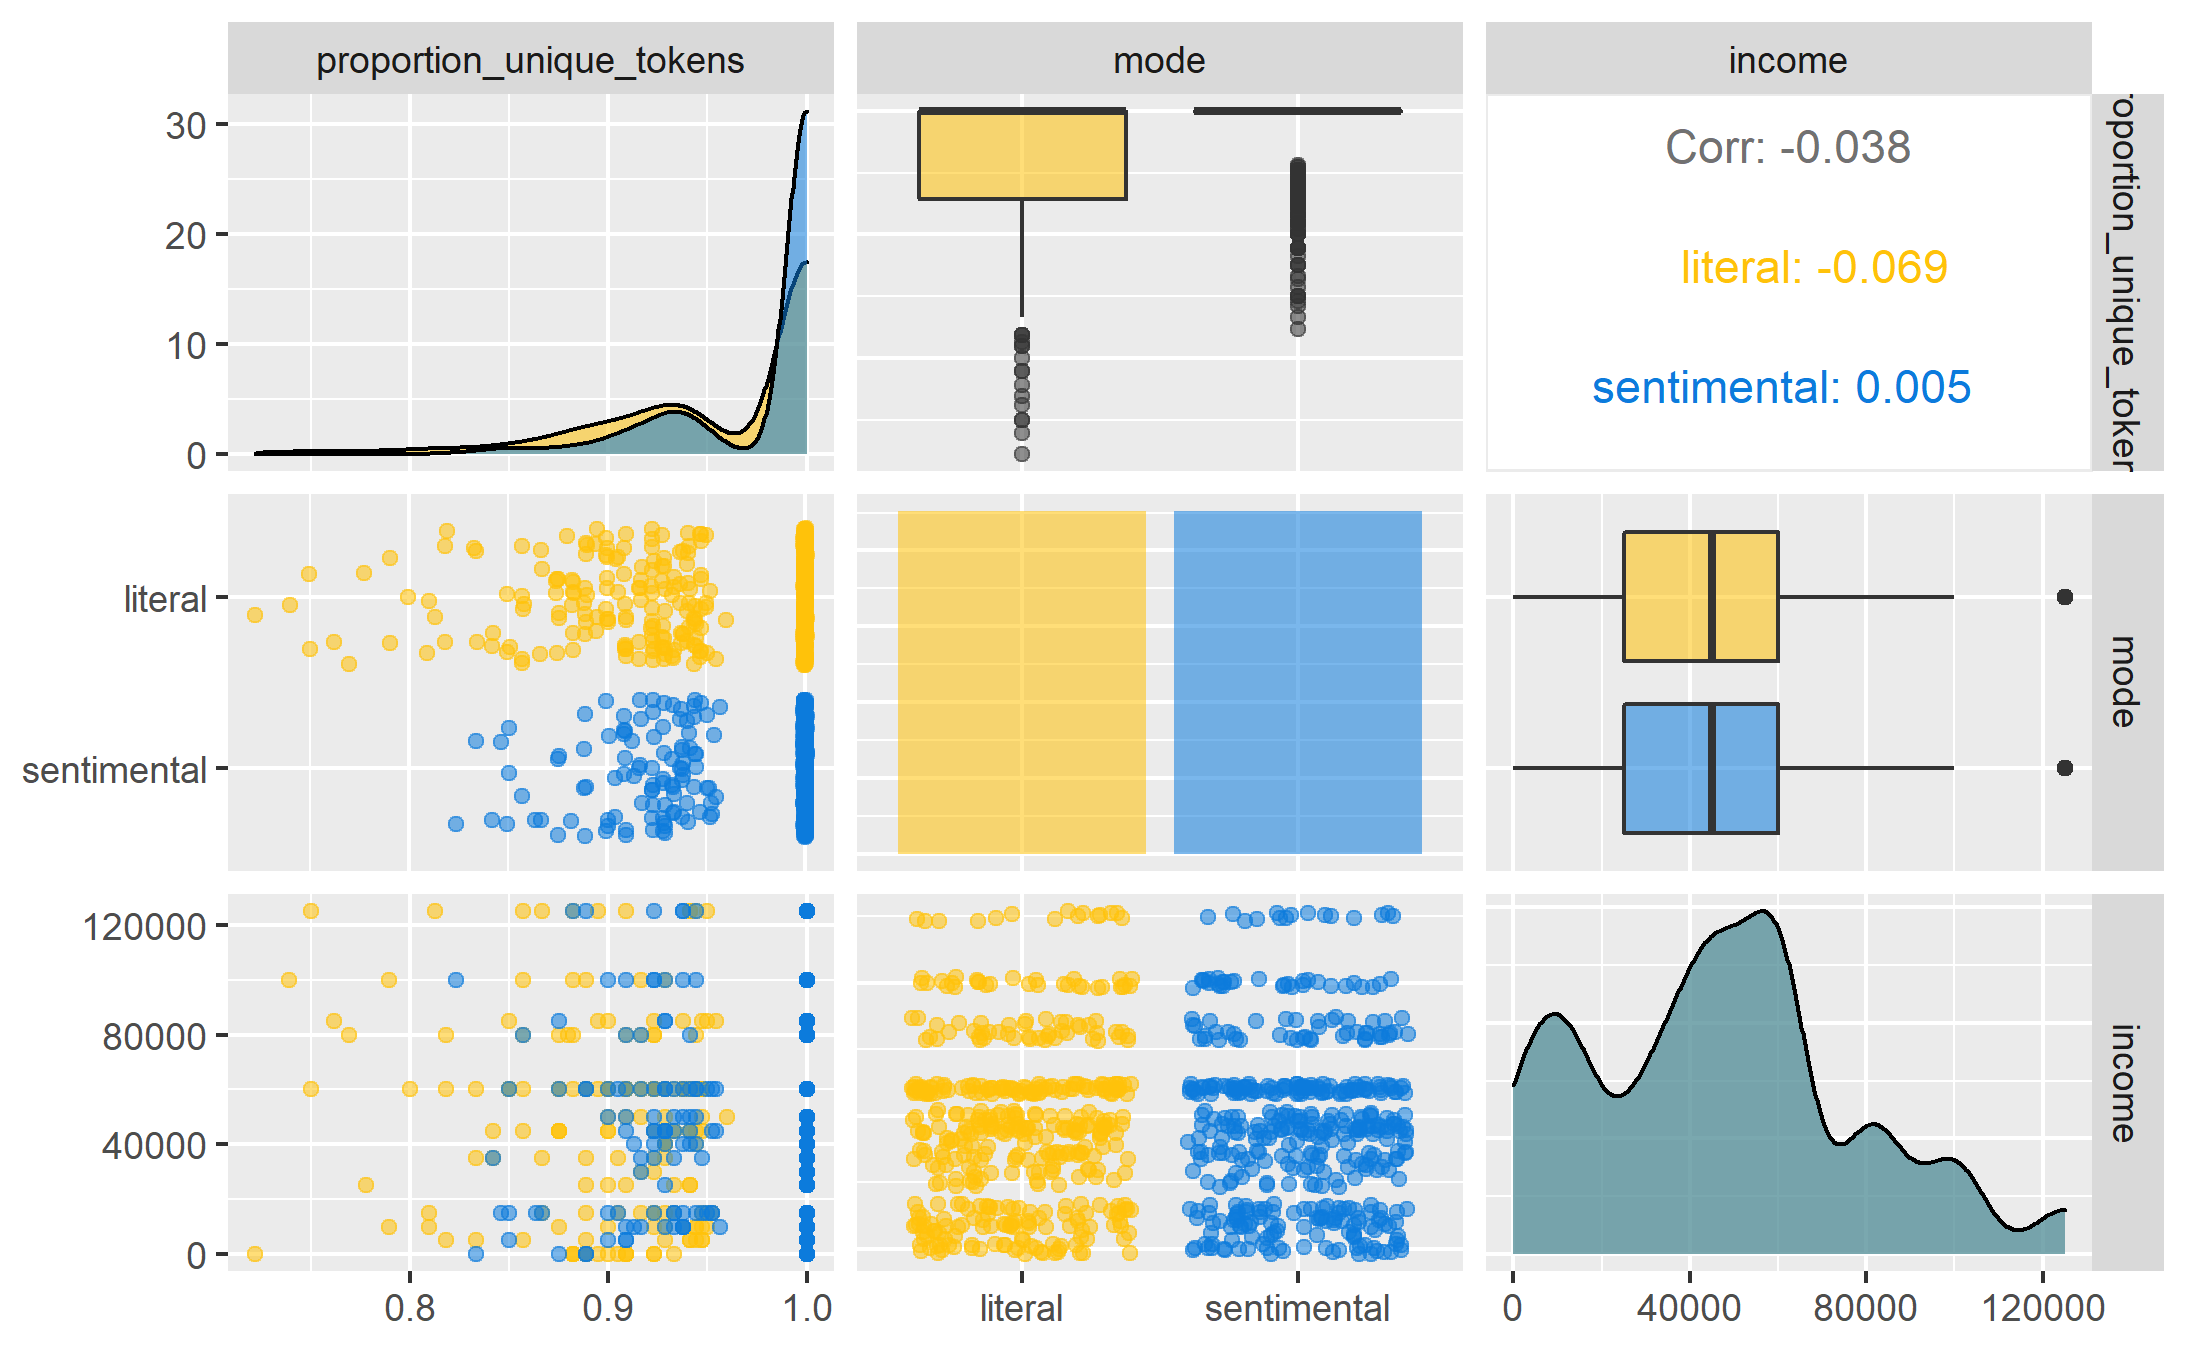 proportion_unique_tokens
mode
income
30
20
10
0
Corr: -0.038
literal: -0.069
sentimental: 0.005
oportion_unique_token
literal
sentimental
mode
120000
80000
40000
0
income
0.8
0.9
1.0
literal
sentimental
0
40000
80000
120000